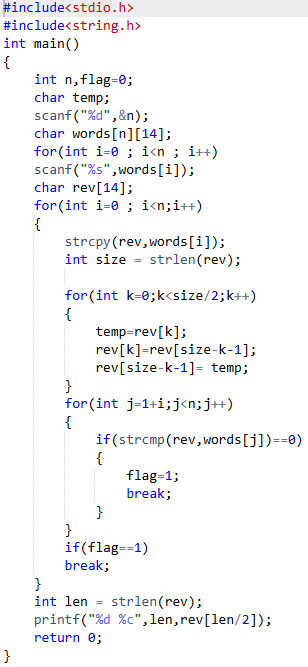 #include<stdio.h>
#include<string.h>
int main()
{
    int n,flag=0;
    char temp;
    scanf("%d",&n);
    char words[n][14];
    for(int i=0 ; i<n ; i++)
    scanf("%s",words[i]);
    char rev[14];
    for(int i=0 ; i<n;i++)
    {
        strcpy(rev,words[i]);
        int size = strlen(rev);

        for(int k=0;k<size/2;k++)
        {
            temp=rev[k];
            rev[k]=rev[size-k-1];
            rev[size-k-1]= temp;
        }
        for(int j=1+i;j<n;j++)
        {
            if(strcmp(rev,words[j])==0)
            {
                flag=1;
                break;
            }
        }
        if(flag==1)
        break;
    }
    int len = strlen(rev);
    printf("%d %c",len,rev[len/2]);
    return 0;
}